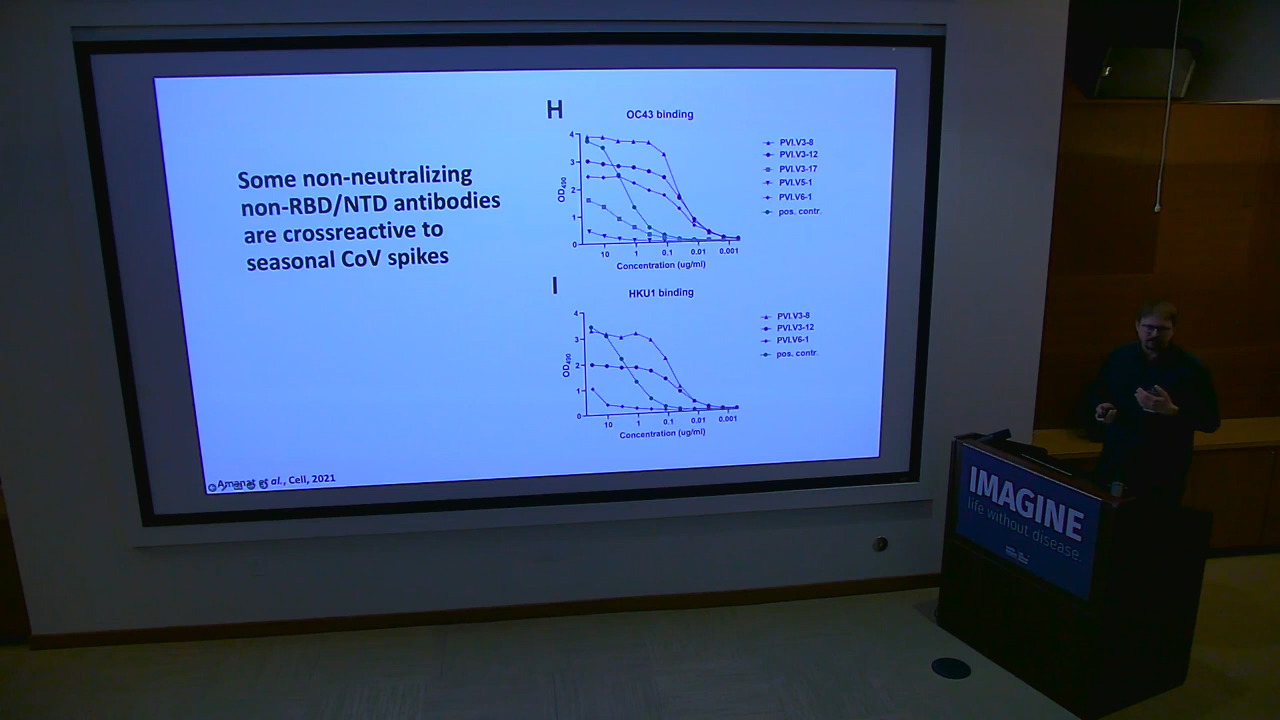 Some non-neutralizing
non-RBD/NTD antibodies
are crossreactive to
seasonal CoV spikes
H
OC43 binding
4
3
2
1
0
OD490
10 1 0.1 0.01 0.001
Concentration (ug/ml)
PVI.V3-8
PVI.V3-12
PVI.V3-17
PVI.V5-1
PVI.V6-1
pos. contr.
I
HKU1 binding
4
3
2
1
0
OD490
10 1 0.1 0.01 0.001
Concentration (ug/ml)
PVI.V3-8
PVI.V3-12
PVI.V6-1
pos. contr.
Amanat et al., Cell, 2021
IMAGINE
life without disease.